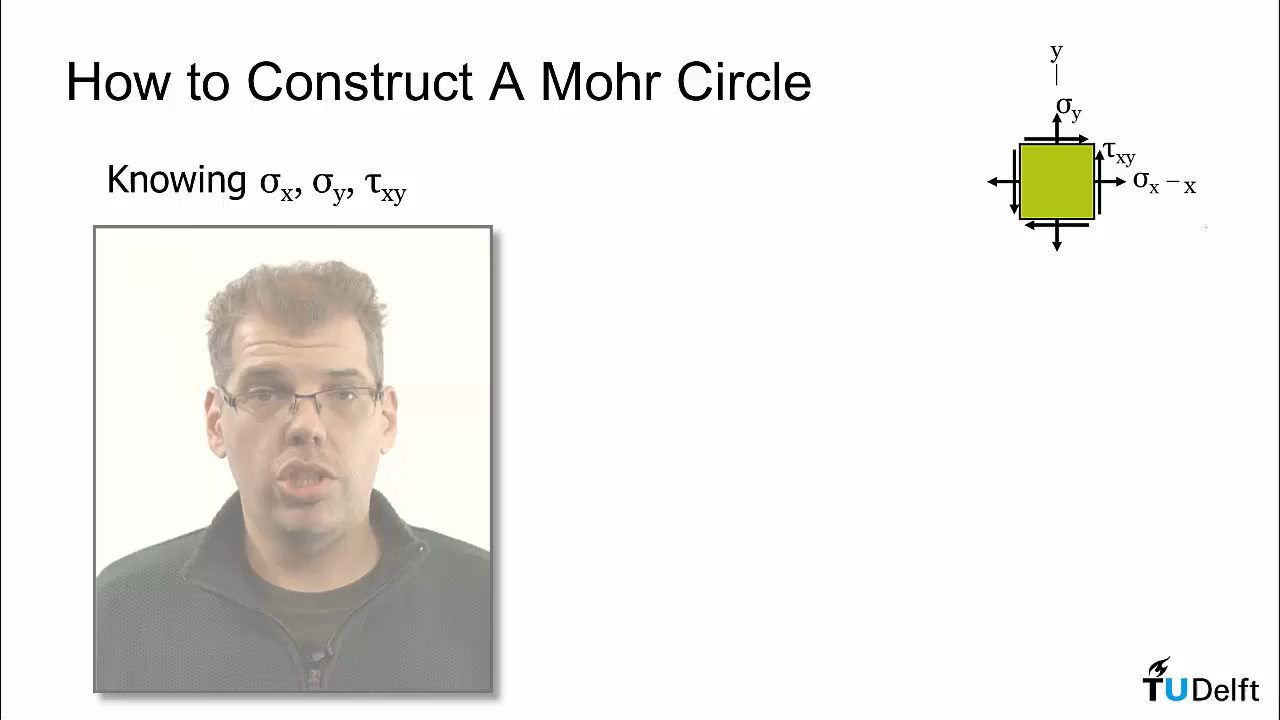 How to Construct A Mohr Circle
Knowing σx, σy, τxy
y
σy
τxy
σx – x
TUDelft